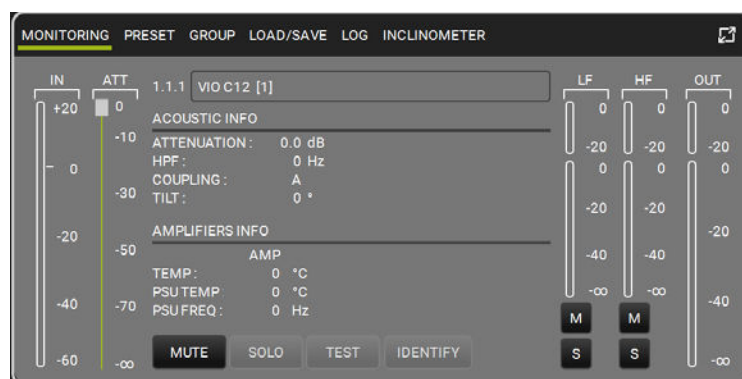 MONITORING PRESET GROUP LOAD/SAVE LOG INCLINOMETER
IN ATT LF HF OUT
1.1.1 VIO C12 [1]
+20 0 0 0 0
ACOUSTIC INFO
-10 ATTENUATION: 0.0 dB -20 -20 -20
0 HPF: 0 Hz 0 0 0
COUPLING: A
-30 TILT: 0 °
-20 -20
-20 AMPLIFIERS INFO -20
-50 AMP -40 -40
TEMP: 0 °C
PSU TEMP 0 °C -∞ -∞
-40 -70 PSU FREQ: 0 Hz -40
M M
-60 -∞ MUTE SOLO TEST IDENTIFY S S -∞